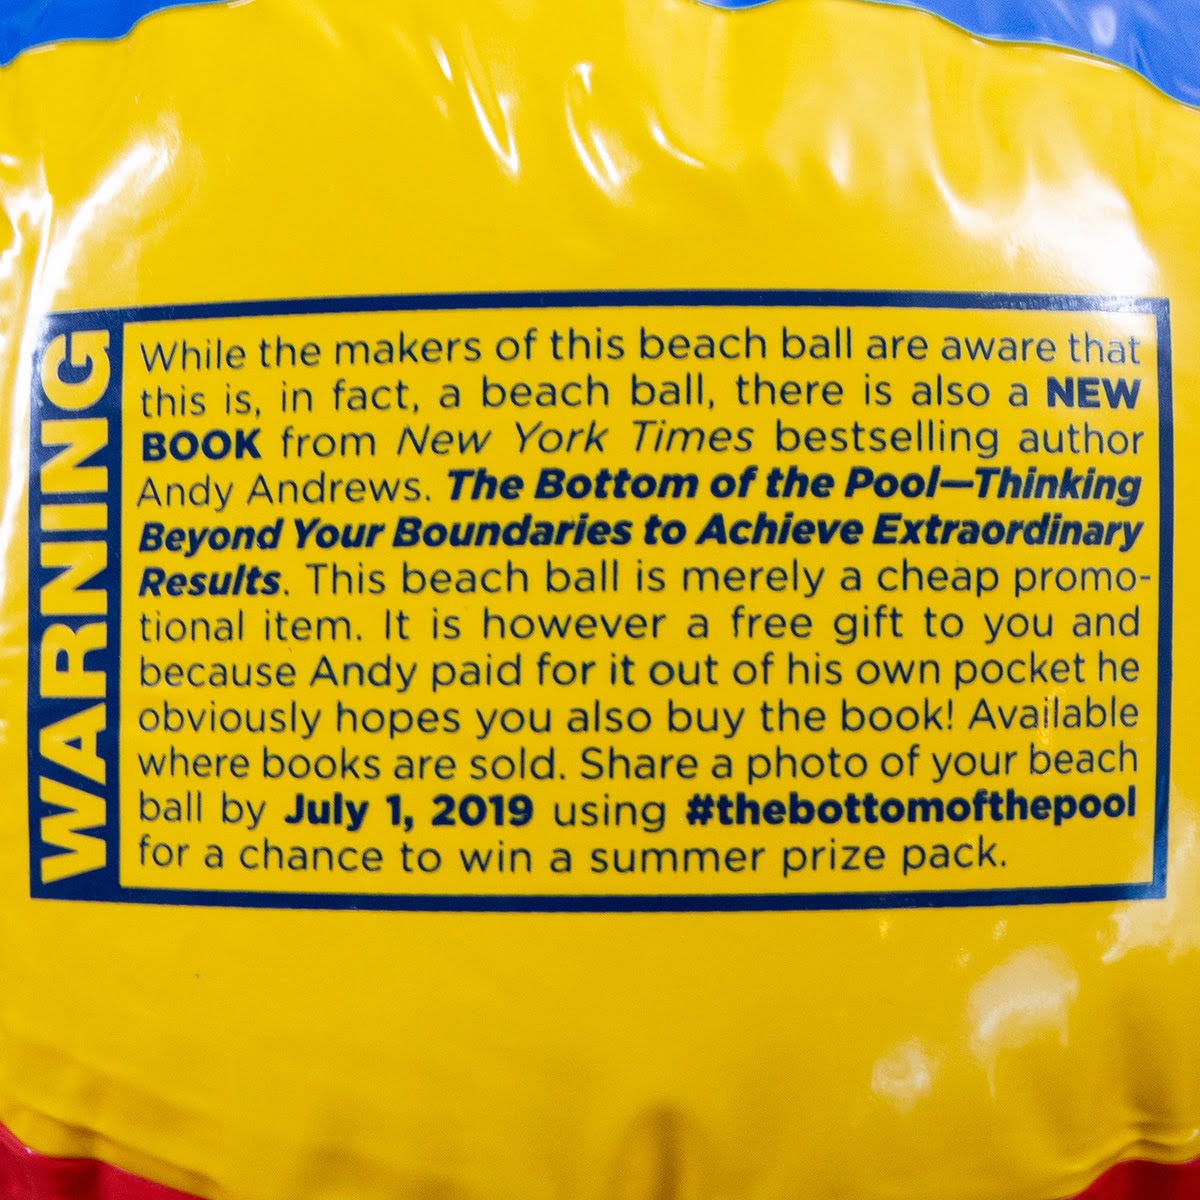 WARNING
While the makers of this beach ball are aware that
this is, in fact, a beach ball, there is also a NEW
BOOK from New York Times bestselling author
Andy Andrews. The Bottom of the Pool—Thinking
Beyond Your Boundaries to Achieve Extraordinary
Results. This beach ball is merely a cheap promo-
tional item. It is however a free gift to you and
because Andy paid for it out of his own pocket he
obviously hopes you also buy the book! Available
where books are sold. Share a photo of your beach
ball by July 1, 2019 using #thebottomofthepool
for a chance to win a summer prize pack.